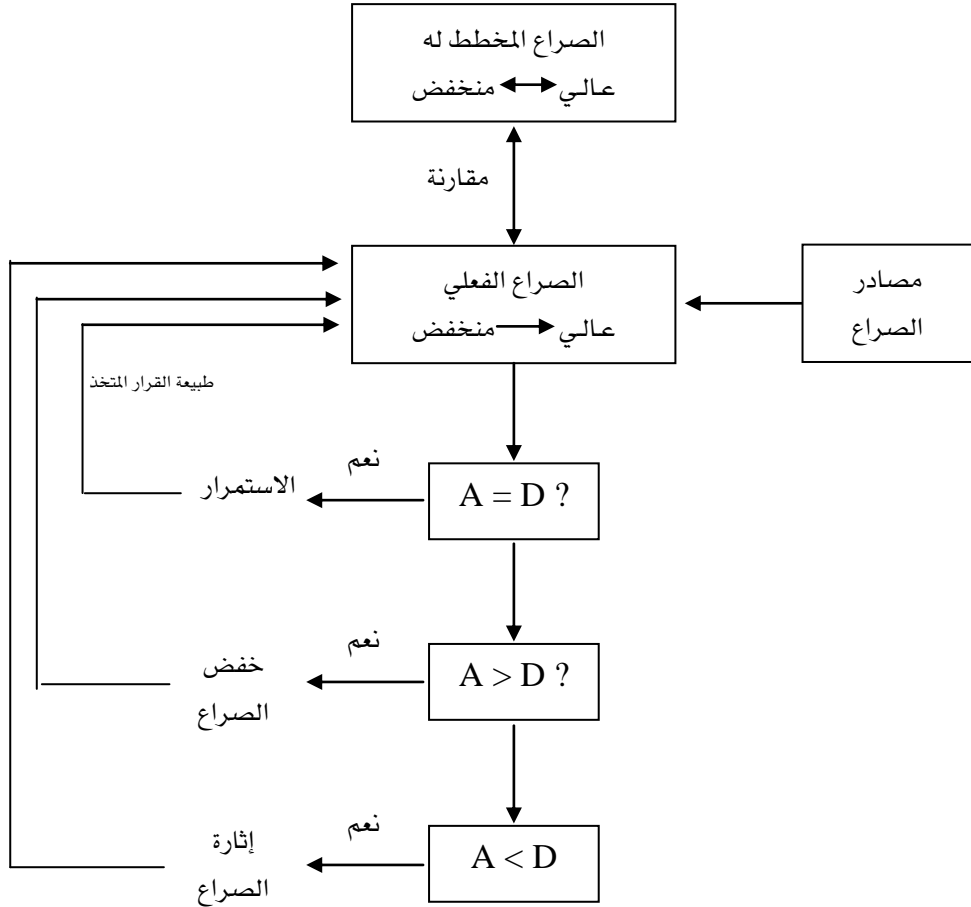 الصراع المخطط له
عالي منخفض
مقارنة
الصراع الفعلي
عالي منخفض
مصادر
الصراع
طبيعة القرار المتخذ
نعم
A = D ?
الاستمرار
نعم
A > D ?
خفض
الصراع
نعم
A < D
إثارة
الصراع